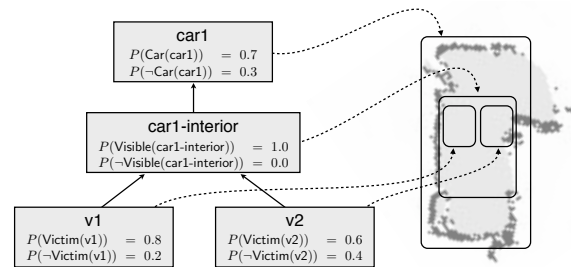 car1
P(Car(car1)) = 0.7
P(¬Car(car1)) = 0.3
car1-interior
P(Visible(car1-interior)) = 1.0
P(¬Visible(car1-interior)) = 0.0
v1
P(Victim(v1)) = 0.8
P(¬Victim(v1)) = 0.2
v2
P(Victim(v2)) = 0.6
P(¬Victim(v2)) = 0.4